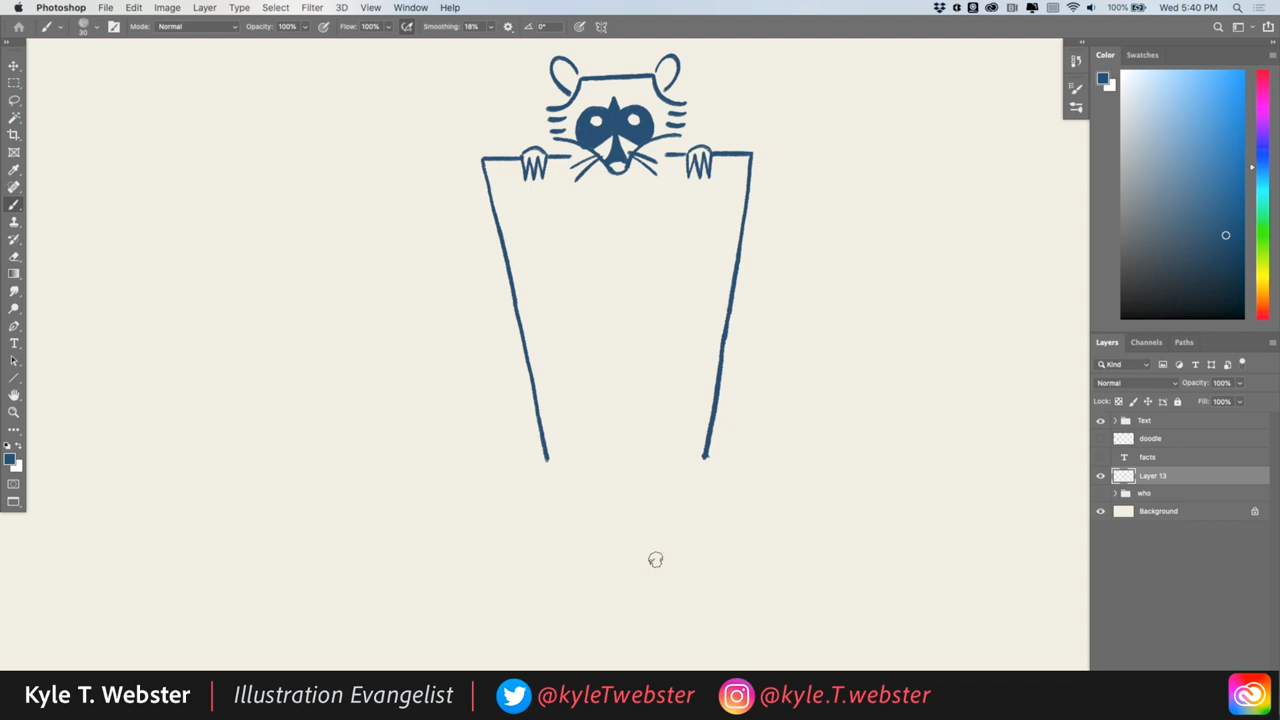 Photoshop File Edit Image Layer Type Select Filter 3D View Window Help 100% Wed 5:40 PM
30 Mode: Normal Opacity: 100% Flow: 100% Smoothing: 18% 0°
Color Swatches
Layers Channels Paths
Kind
Normal Opacity: 100%
Lock: Fill: 100%
Text
doodle
T facts
Layer 13
who
Background
Kyle T. Webster | Illustration Evangelist @kyleTwebster @kyle.T.webster